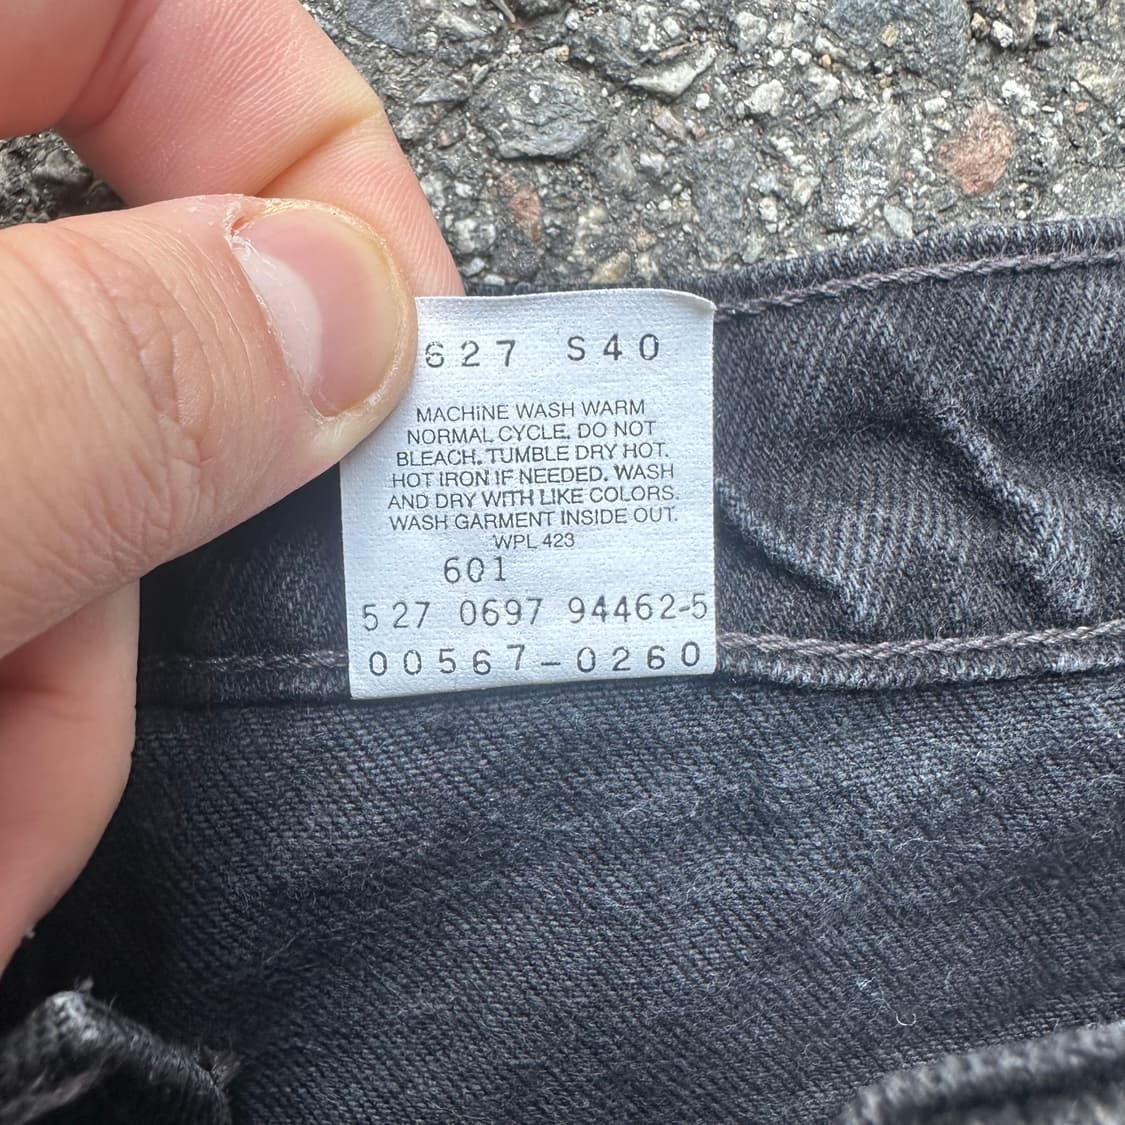 627 S40
MACHINE WASH WARM
NORMAL CYCLE. DO NOT
BLEACH. TUMBLE DRY HOT.
HOT IRON IF NEEDED. WASH
AND DRY WITH LIKE COLORS.
WASH GARMENT INSIDE OUT.
WPL 423
601
527 0697 94462-5
00567-0260